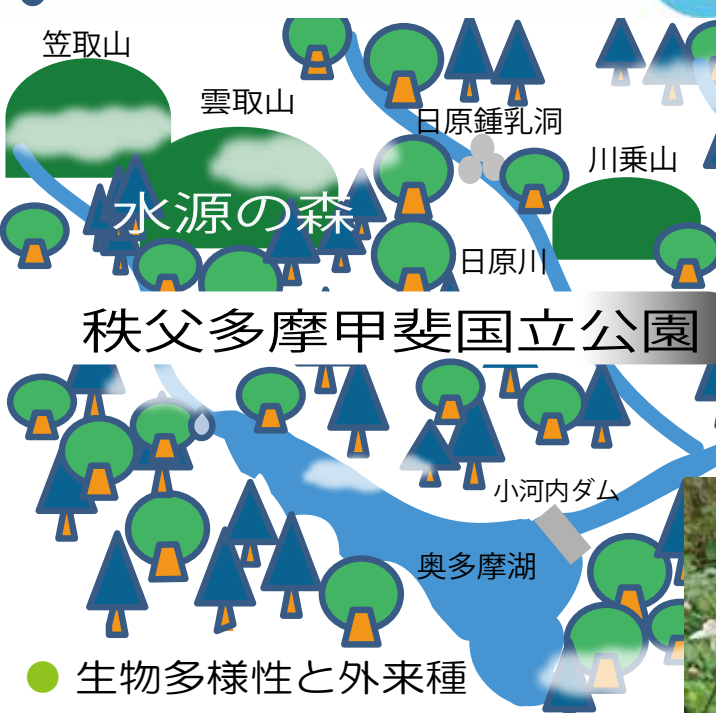 笠取山
雲取山
日原鍾乳洞
川乗山
水源の森
日原川
秩父多摩甲斐国立公園
小河内ダム
奥多摩湖
生物多様性と外来種